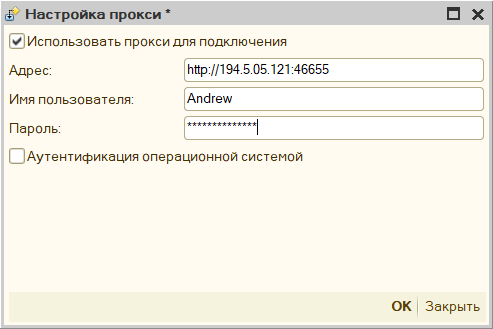 Настройка прокси *
Использовать прокси для подключения
Адрес: http://194.5.05.121:46655
Имя пользователя: Andrew
Пароль: **************
Аутентификация операционной системой
OK Закрыть